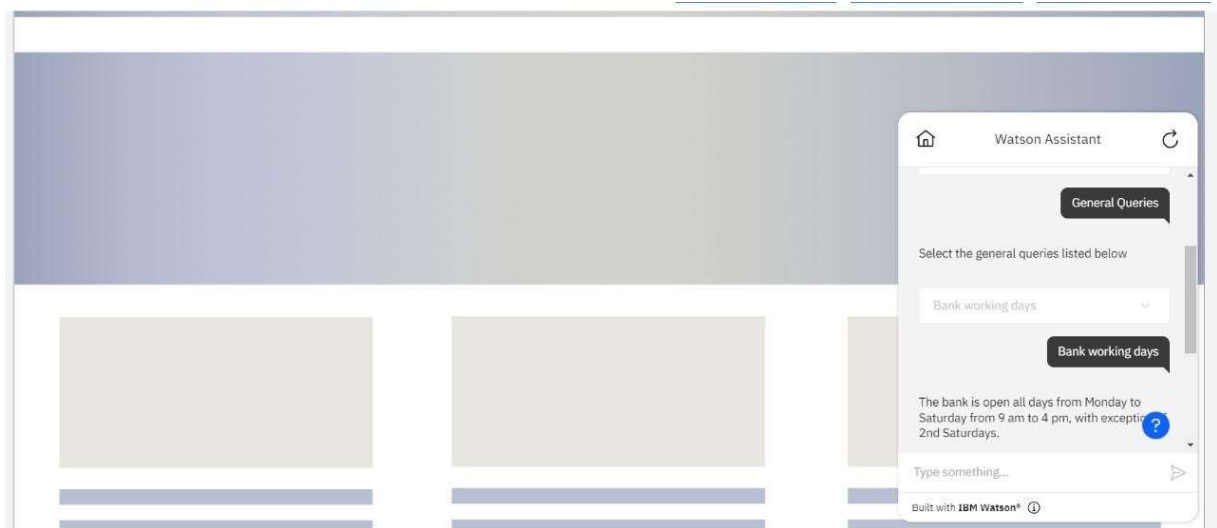 Watson Assistant
General Queries
Select the general queries listed below
Bank working days
Bank working days
The bank is open all days from Monday to
Saturday from 9 am to 4 pm, with
2nd Saturdays.
Type something...
Built with IBM Watson®